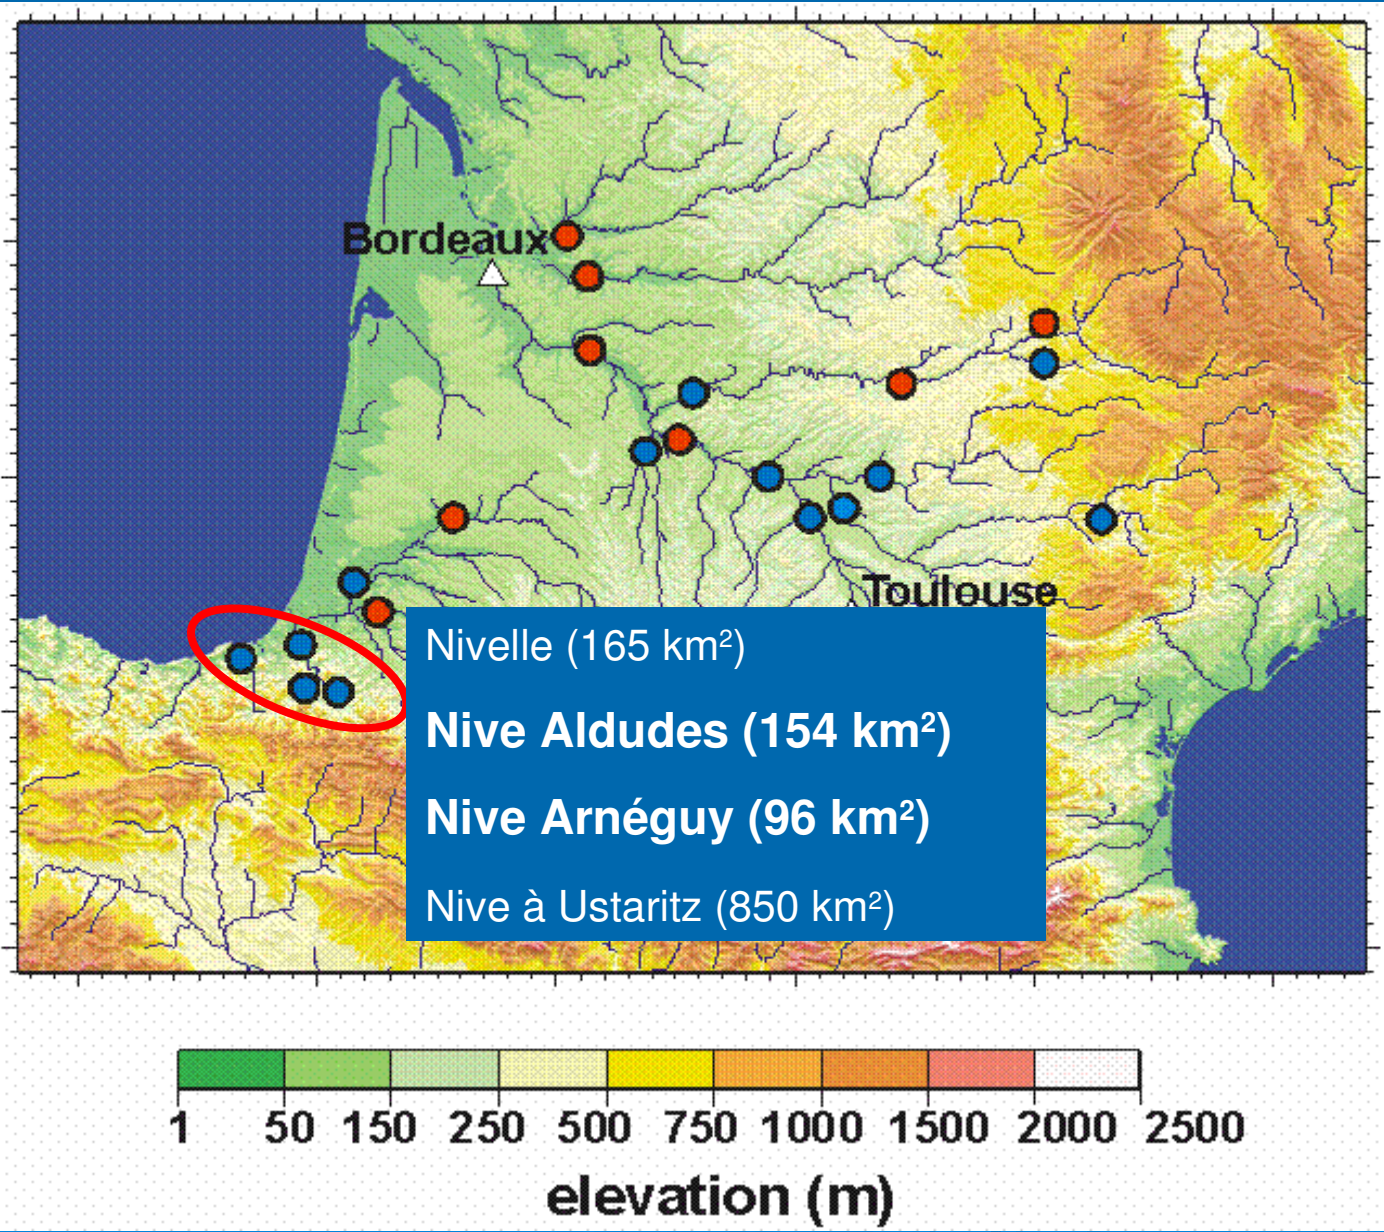 Bordeaux
Toulouse
Nivelle (165 km²)
Nive Aldudes (154 km²)
Nive Arnéguy (96 km²)
Nive à Ustaritz (850 km²)
1 50 150 250 500 750 1000 1500 2000 2500
elevation (m)